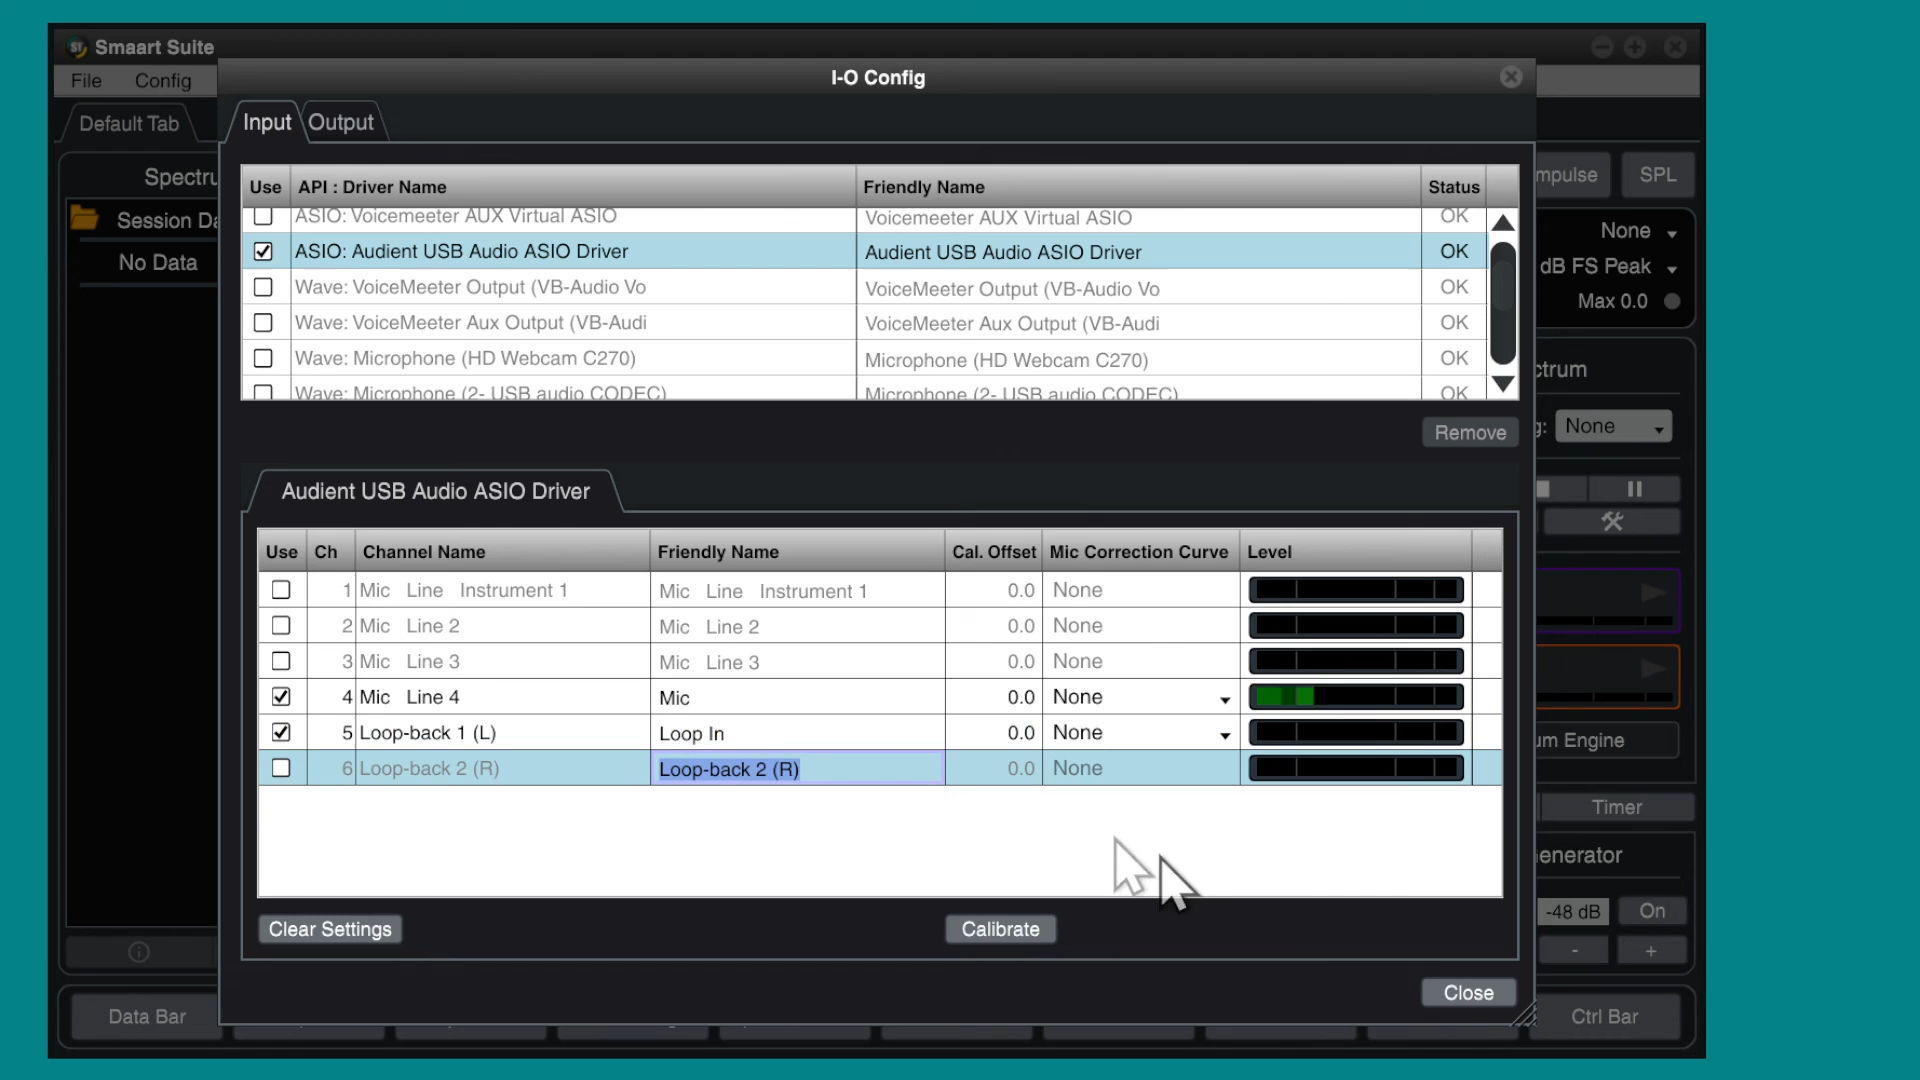 Smaart Suite
File Config
I-O Config
Default Tab
Input Output
Spectru
Session Da
No Data
mpulse SPL
None
dB FS Peak
Max 0.0
Use API : Driver Name Friendly Name Status
ASIO: Voicemeeter AUX Virtual ASIO Voicemeeter AUX Virtual ASIO OK
ASIO: Audient USB Audio ASIO Driver Audient USB Audio ASIO Driver OK
Wave: VoiceMeeter Output (VB-Audio Vo VoiceMeeter Output (VB-Audio Vo OK
Wave: VoiceMeeter Aux Output (VB-Audi VoiceMeeter Aux Output (VB-Audi OK
Wave: Microphone (HD Webcam C270) Microphone (HD Webcam C270) OK
Wave: Microphone (2- USB audio CODEC) Microphone (2- USB audio CODEC) OK
Remove
ctrum
g: None
Audient USB Audio ASIO Driver
Use Ch Channel Name Friendly Name Cal. Offset Mic Correction Curve Level
1 Mic Line Instrument 1 Mic Line Instrument 1 0.0 None
2 Mic Line 2 Mic Line 2 0.0 None
3 Mic Line 3 Mic Line 3 0.0 None
4 Mic Line 4 Mic 0.0 None
5 Loop-back 1 (L) Loop In 0.0 None
6 Loop-back 2 (R) Loop-back 2 (R) 0.0 None
um Engine
Timer
enerator
-48 dB On
- +
Clear Settings Calibrate
Close
Data Bar
Ctrl Bar